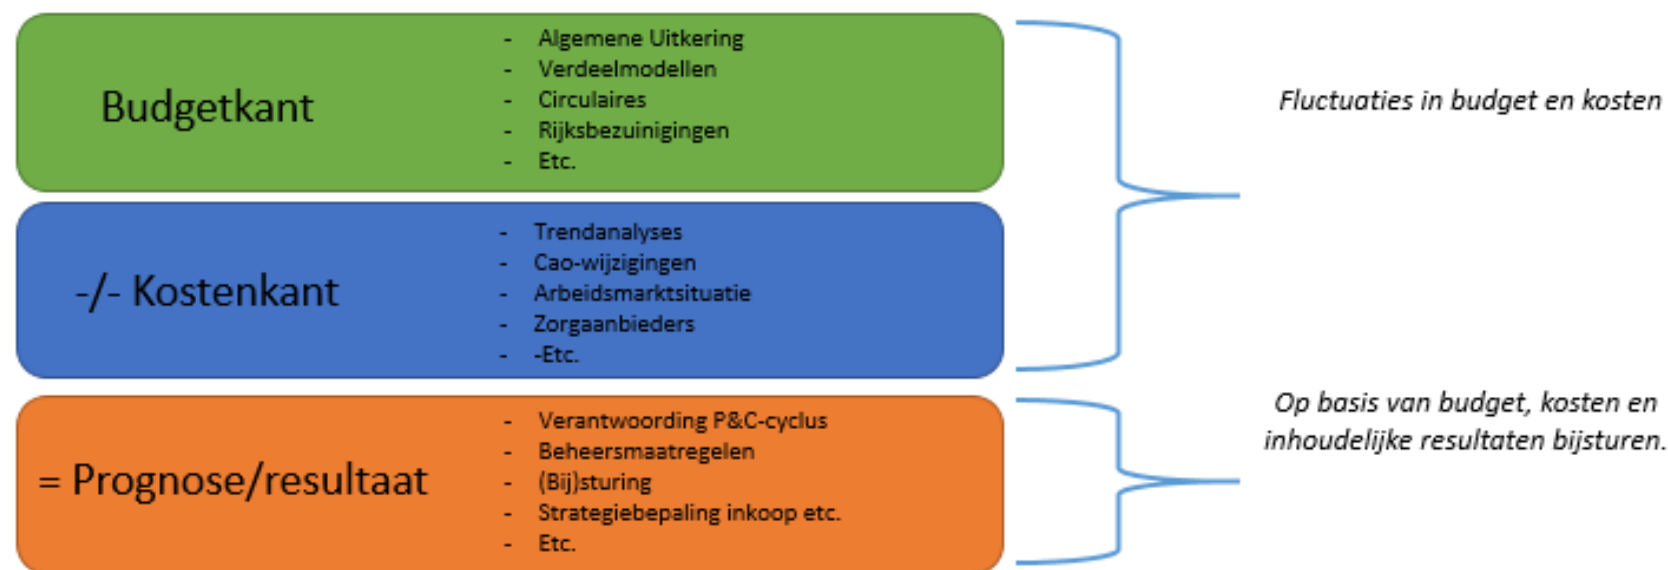 Budgetkant
- Algemene Uitkering
- Verdeelmodellen
- Circulaires
- Rijksbezuinigingen
- Etc.
Fluctuaties in budget en kosten
-/- Kostenkant
- Trendanalyses
- Cao-wijzigingen
- Arbeidsmarktsituatie
- Zorgaanbieders
- -Etc.
= Prognose/resultaat
- Verantwoording P&C-cyclus
- Beheersmaatregelen
- (Bij)sturing
- Strategiebepaling inkoop etc.
- Etc.
Op basis van budget, kosten en
inhoudelijke resultaten bijsturen.